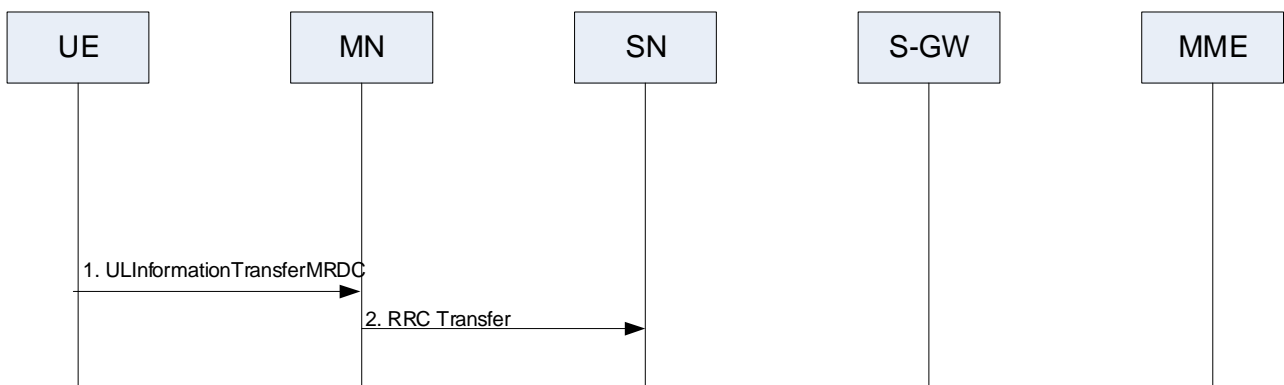 UE
MN
SN
S-GW
MME
1. ULInformationTransferMRDC
2. RRC Transfer